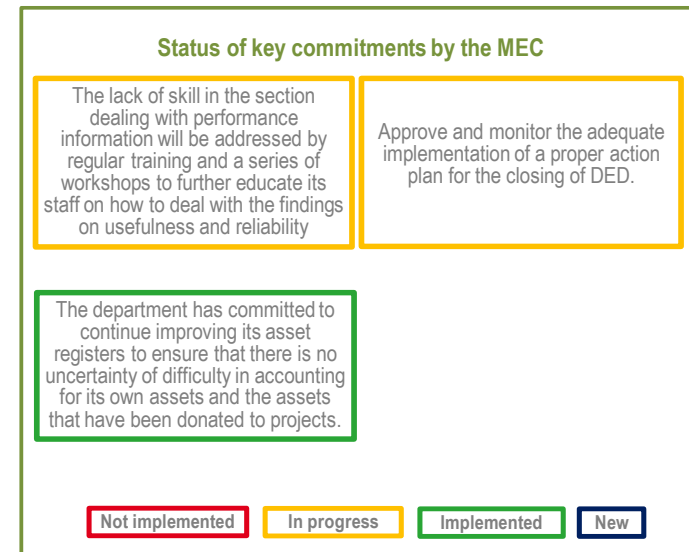 Status of key commitments by the MEC
The lack of skill in the section
dealing with performance
information will be addressed by
regular training and a series of
workshops to further educate its
staff on how to deal with the findings
on usefulness and reliability
Approve and monitor the adequate
implementation of a proper action
plan for the closing of DED.
The department has committed to
continue improving its asset
registers to ensure that there is no
uncertainty of difficulty in accounting
for its own assets and the assets
that have been donated to projects.
Not implemented
In progress
Implemented
New